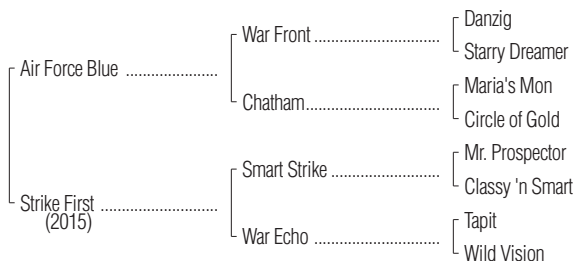 Danzig
War Front ..............................
Starry Dreamer
Air Force Blue ......................
Maria's Mon
Chatham.................................
Circle of Gold
Mr. Prospector
Smart Strike ..........................
Classy 'n Smart
Strike First ............................
(2015)
Tapit
War Echo ..............................
Wild Vision